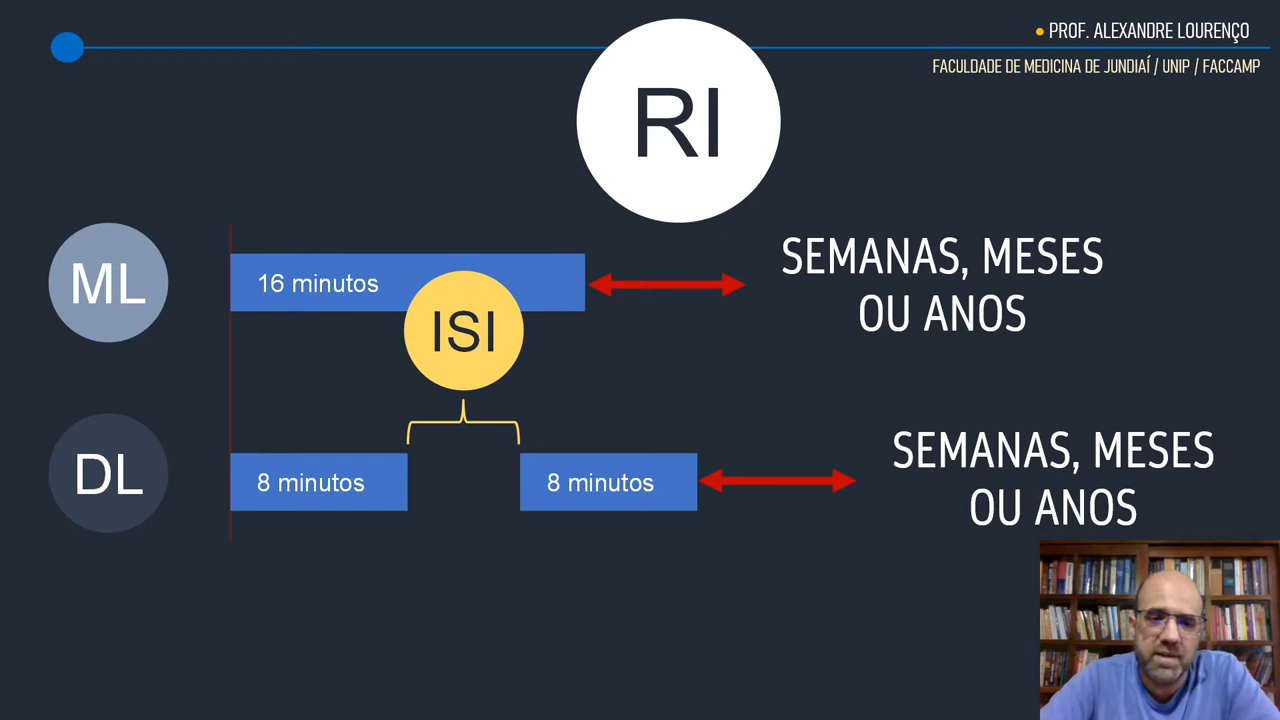 PROF. ALEXANDRE LOURENÇO
FACULDADE DE MEDICINA DE JUNDIAÍ / UNIP / FACCAMP
RI
ML
16 minutos
SEMANAS, MESES
OU ANOS
ISI
DL
8 minutos
8 minutos
SEMANAS, MESES
OU ANOS